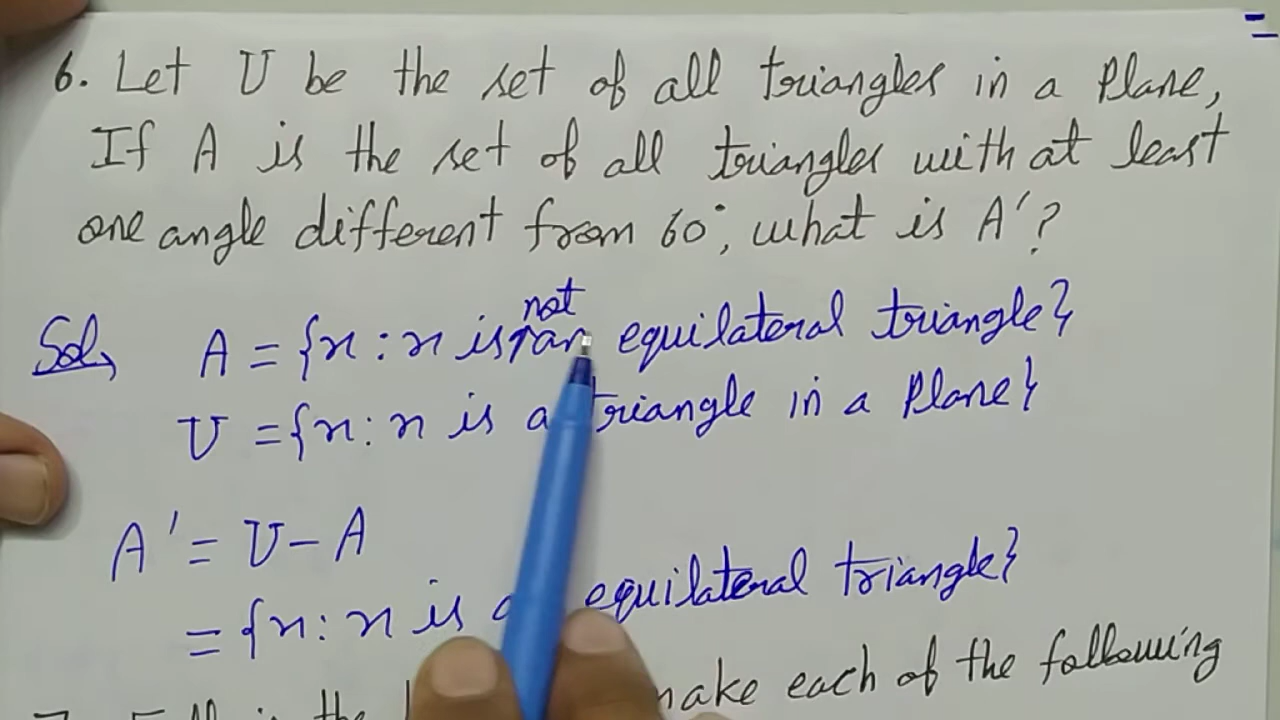 6. Let U be the set of all triangles in a Plane,
If A is the set of all triangles with at least
one angle different from 60°, what is A'?
not
Sol, A = {x : x is an equilateral triangle}
U = {x : x is a triangle in a Plane}
A' = U - A
= {x : x is equilateral triangle}
in the make each of the following